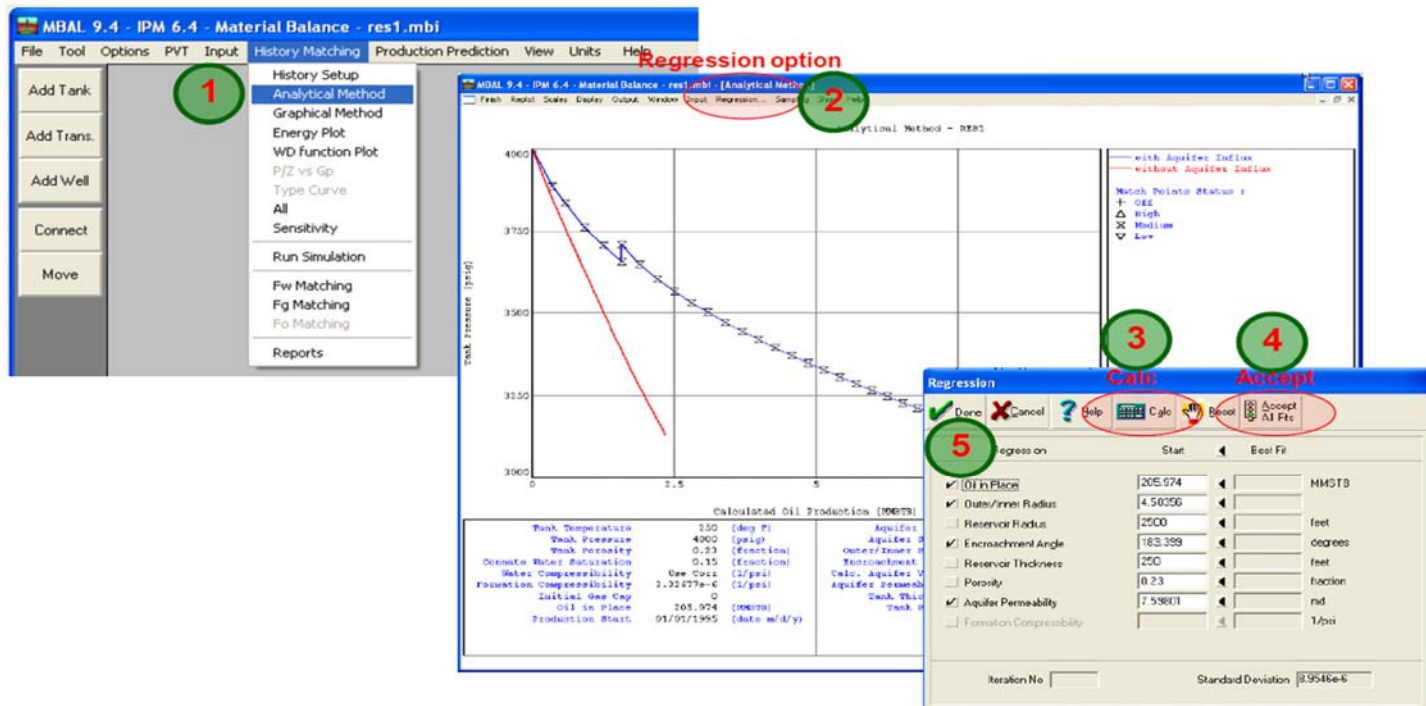 MBAL 9.4 - IPM 6.4 - Material Balance - res1.mbi
File Tool Options PVT Input History Matching Production Prediction View Units Help
Add Tank
Add Trans.
Add Well
Connect
Move
1
History Setup
Analytical Method
Graphical Method
Energy Plot
WD function Plot
P/Z vs Gp
Type Curve
All
Sensitivity
Run Simulation
Fw Matching
Fg Matching
Fo Matching
Reports
Regression option
MBAL 9.4 - IPM 6.4 - Material Balance - res1.mbi - [Analytical Method]
Finish Replot Scales Display Output Window Input Regression... Sampling Help
2
Analytical Method - RES1
with Aquifer Influx
without Aquifer Influx
Match Points Status :
Off
High
Medium
Low
Tank Pressure (psig)
4000
3750
3500
3250
3000
0 2.5 5
Calculated Oil Production (MMSTB)
Tank Temperature 250 (deg F)
Tank Pressure 4000 (psig)
Tank Porosity 0.23 (fraction)
Connate Water Saturation 0.15 (fraction)
Water Compressibility Use Corr (1/psi)
Formation Compressibility 3.32677e-6 (1/psi)
Initial Gas Cap 0
Oil in Place 205.974 (MMSTB)
Production Start 01/01/1995 (date m/d/y)
Aquifer
Aquifer
Outer/Inner
Encroachment
Calc. Aquifer V
Aquifer Permeab
Tank Thic
Tank
3
Calc
4
Accept
Regression
Done Cancel Help Calc Reset Accept All Fits
5
Regression Start Best Fit
Oil in Place 205.974 MMSTB
Outer/Inner Radius 4.50356
Reservoir Radius 2500 feet
Encroachment Angle 183.399 degrees
Reservoir Thickness 250 feet
Porosity 0.23 fraction
Aquifer Permeability 7.59801 md
Formation Compressibility 1/psi
Iteration No Standard Deviation 8.9546e-6